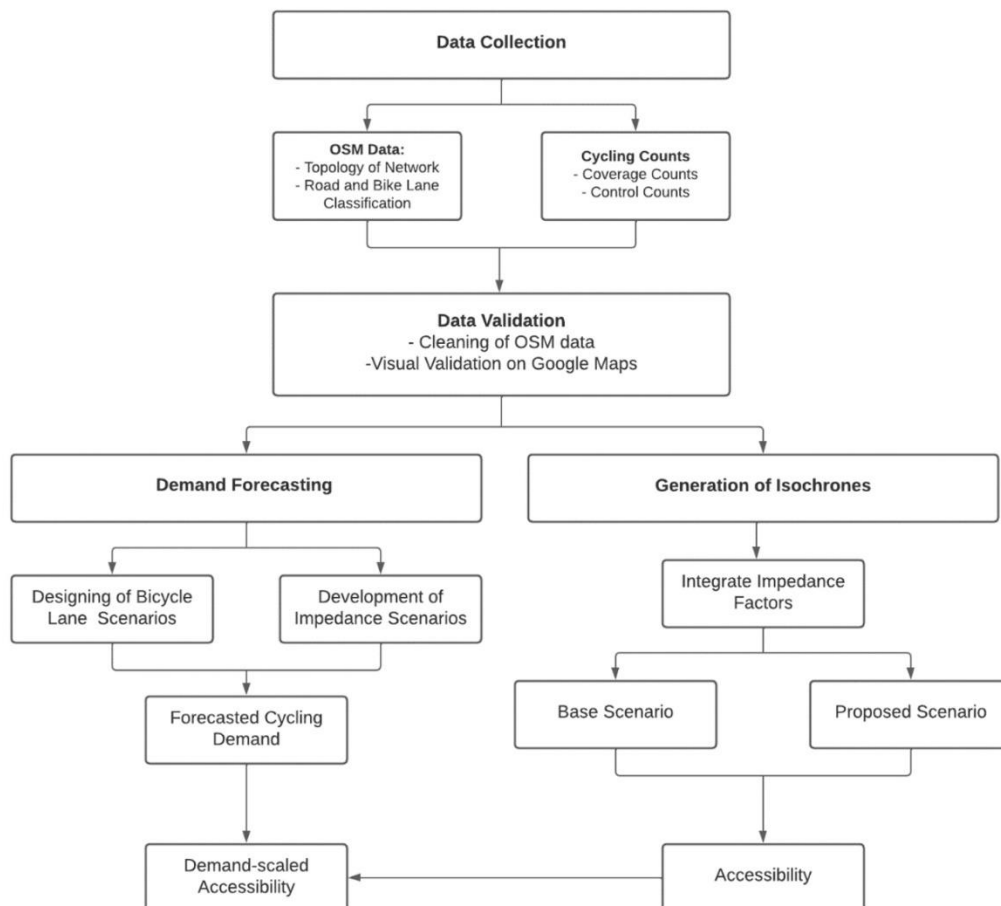 Data Collection
OSM Data:
- Topology of Network
- Road and Bike Lane
Classification
Cycling Counts
- Coverage Counts
- Control Counts
Data Validation
- Cleaning of OSM data
-Visual Validation on Google Maps
Demand Forecasting
Generation of Isochrones
Designing of Bicycle
Lane Scenarios
Development of
Impedance Scenarios
Integrate Impedance
Factors
Forecasted Cycling
Demand
Base Scenario
Proposed Scenario
Demand-scaled
Accessibility
Accessibility